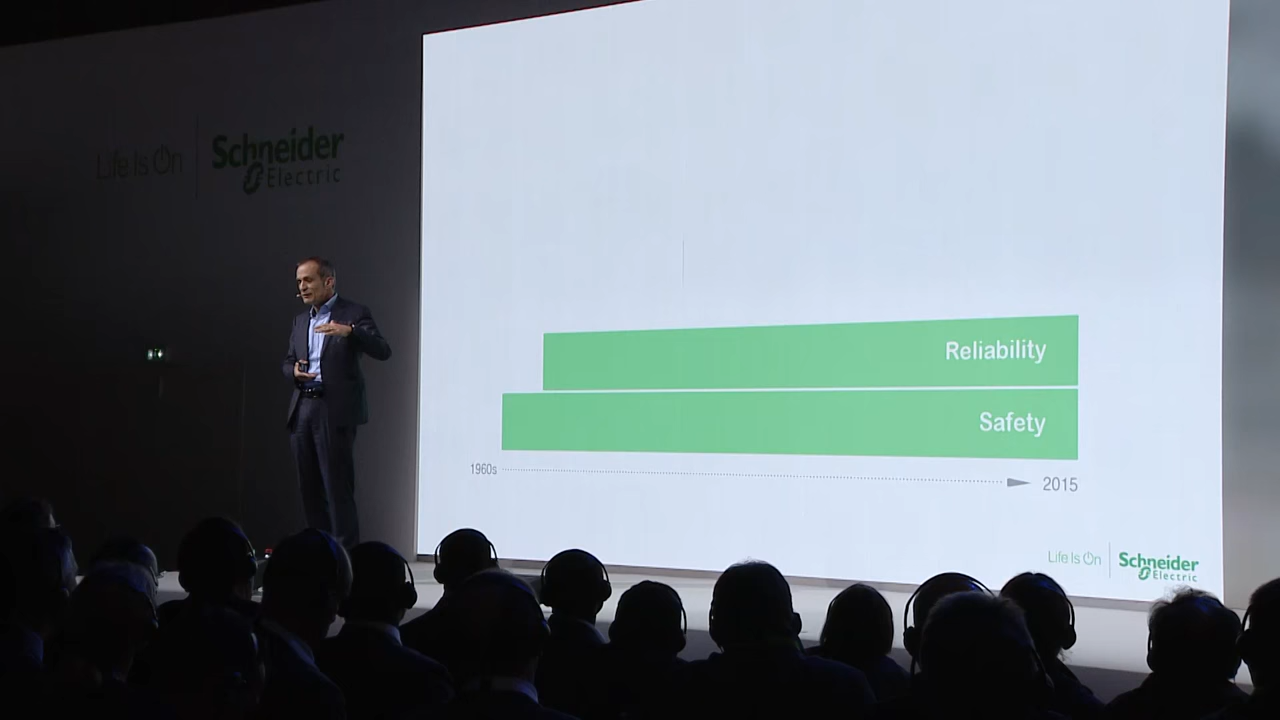 Life Is On
Schneider
Electric
Reliability
Safety
1960s
2015
Life Is On
Schneider
Electric